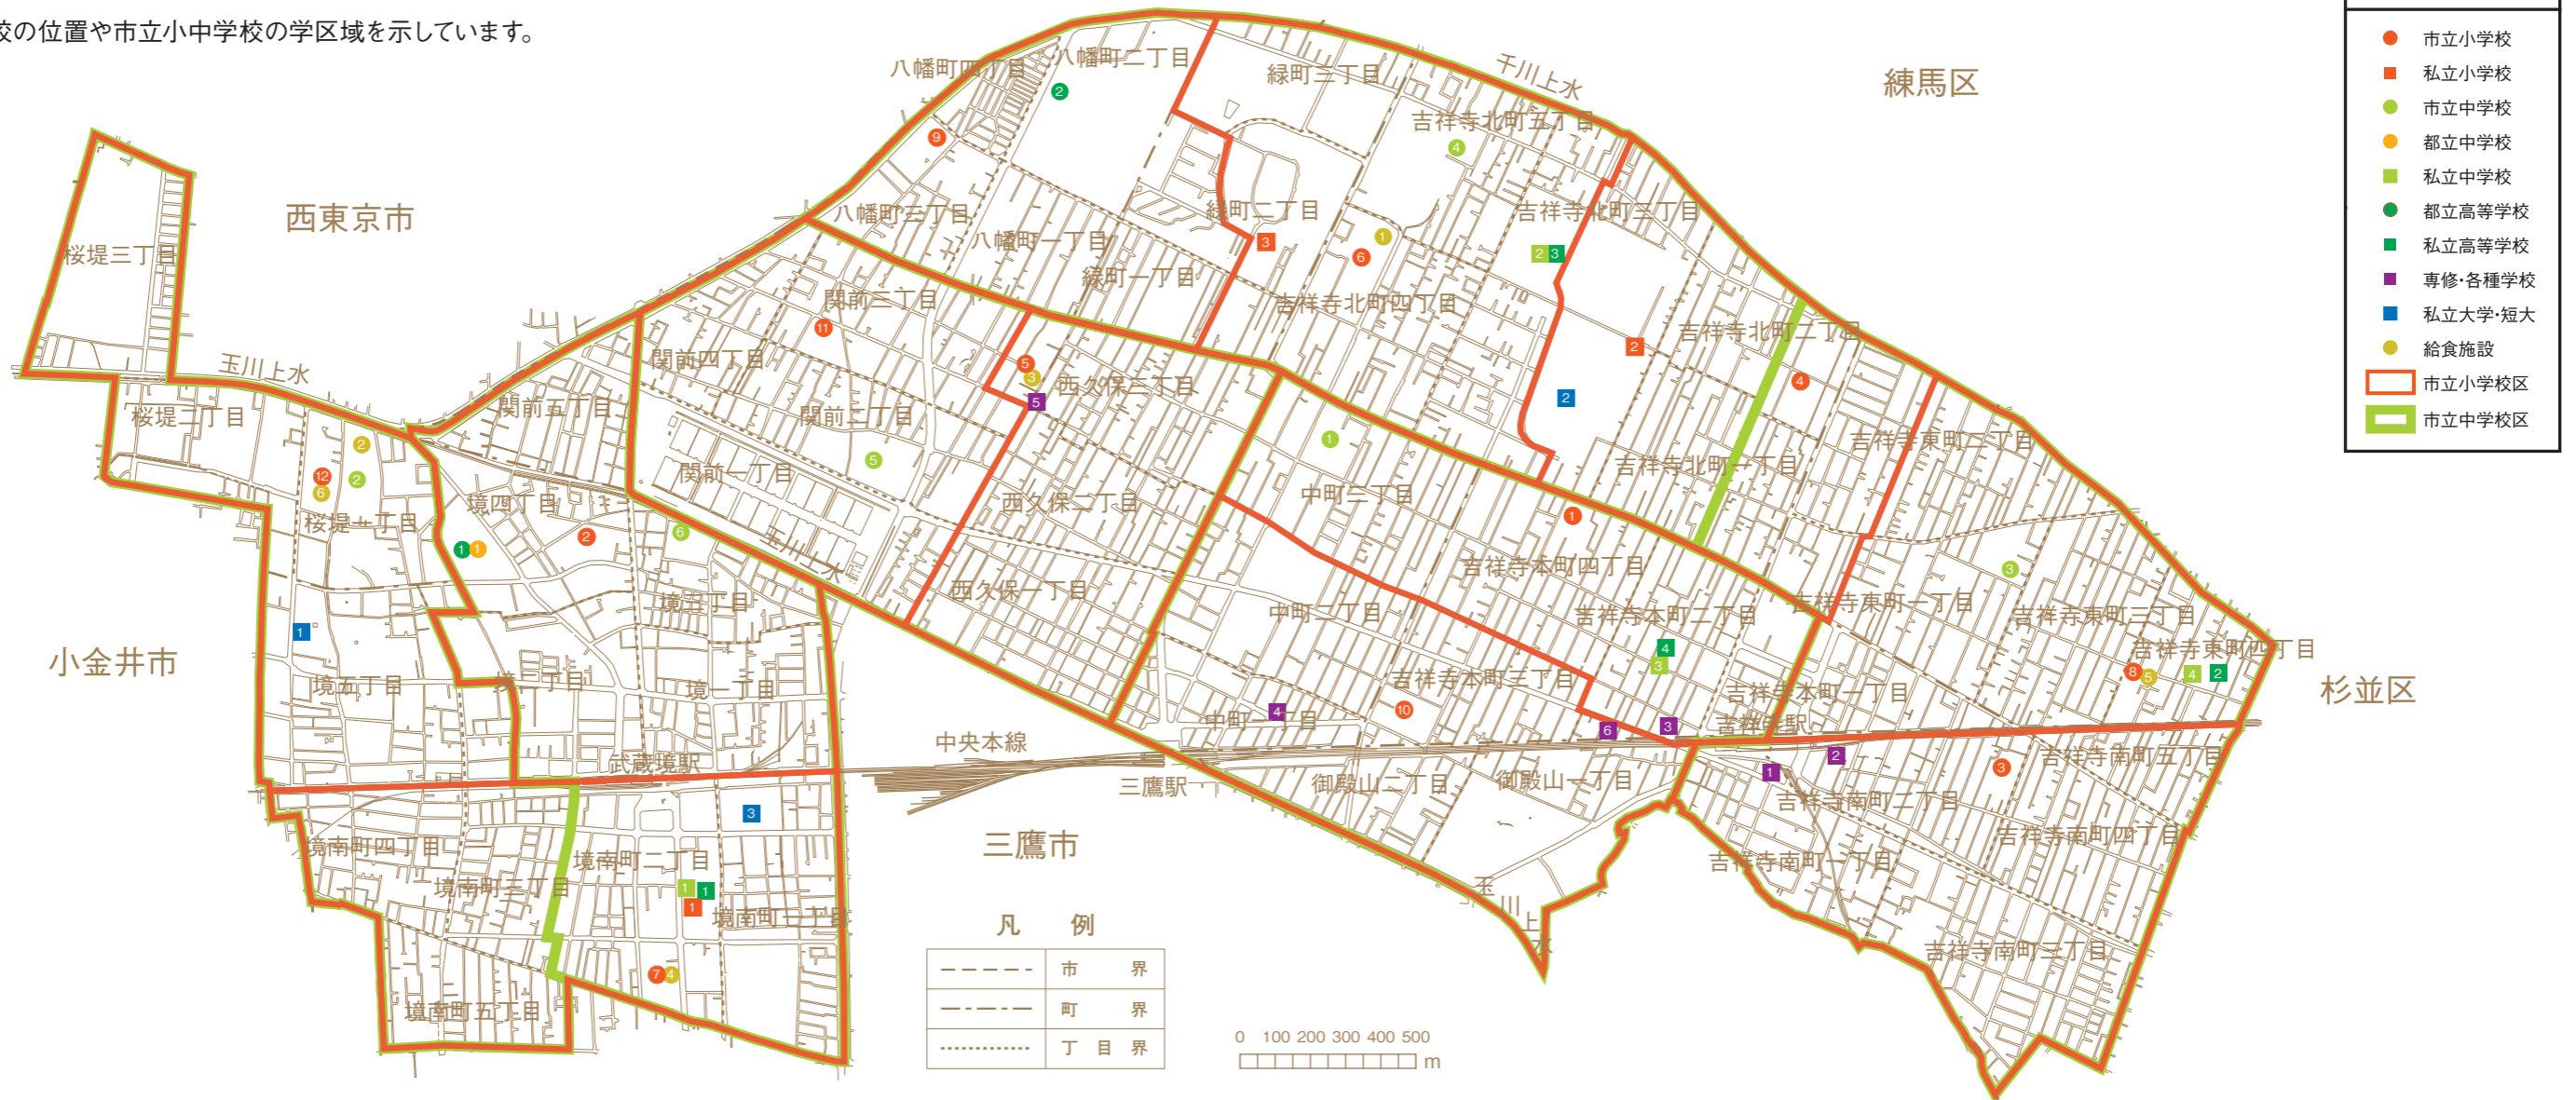 校の位置や市立小中学校の学区域を示しています。
市立小学校
私立小学校
市立中学校
都立中学校
私立中学校
都立高等学校
私立高等学校
専修・各種学校
私立大学・短大
給食施設
市立小学校区
市立中学校区
練馬区
西東京市
小金井市
三鷹市
杉並区
千川上水
玉川上水
玉川上水
玉川上水
八幡町四丁目
八幡町二丁目
緑町三丁目
吉祥寺北町五丁目
八幡町三丁目
八幡町一丁目
緑町二丁目
緑町一丁目
吉祥寺北町三丁目
吉祥寺北町四丁目
吉祥寺北町二丁目
吉祥寺北町一丁目
吉祥寺東町二丁目
桜堤三丁目
桜堤二丁目
桜堤一丁目
関前五丁目
関前四丁目
関前三丁目
関前二丁目
関前一丁目
西久保三丁目
西久保二丁目
西久保一丁目
中町三丁目
中町二丁目
中町一丁目
吉祥寺本町四丁目
吉祥寺本町二丁目
吉祥寺本町三丁目
吉祥寺本町一丁目
吉祥寺東町一丁目
吉祥寺東町三丁目
吉祥寺東町四丁目
境四丁目
境三丁目
境五丁目
境二丁目
境一丁目
武蔵境駅
中央本線
三鷹駅
吉祥寺駅
御殿山二丁目
御殿山一丁目
吉祥寺南町五丁目
吉祥寺南町二丁目
吉祥寺南町四丁目
吉祥寺南町一丁目
吉祥寺南町三丁目
境南町四丁目
境南町二丁目
境南町三丁目
境南町一丁目
境南町五丁目
凡 例
市 界
町 界
丁 目 界
0 100 200 300 400 500
m